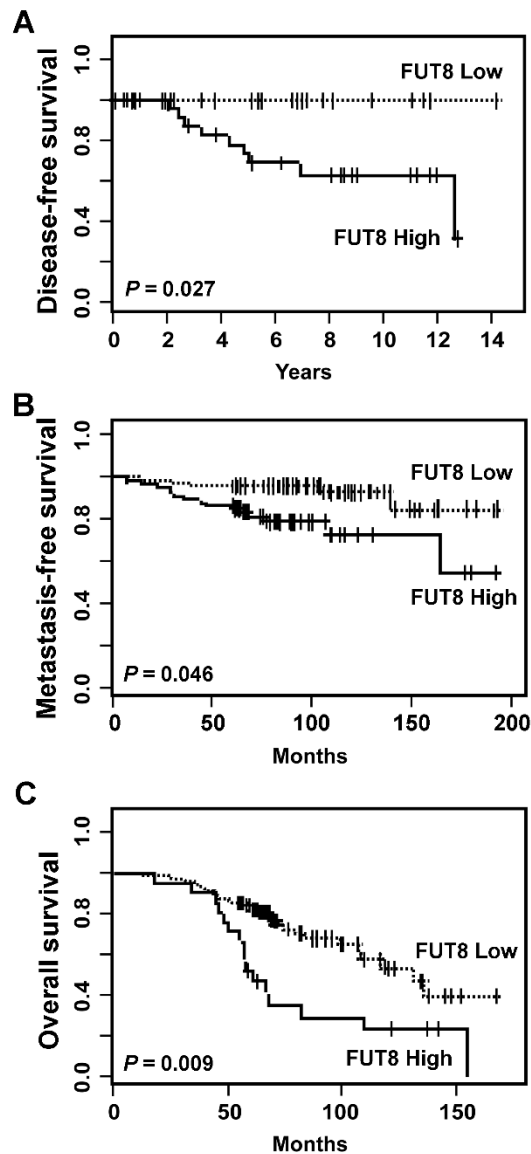 A
Disease-free survival
1.0
0.8
0.4
0.0
FUT8 Low
FUT8 High
P = 0.027
0 2 4 6 8 10 12 14
Years
B
Metastasis-free survival
1.0
0.8
0.4
0.0
FUT8 Low
FUT8 High
P = 0.046
0 50 100 150 200
Months
C
Overall survival
1.0
0.8
0.4
0.0
FUT8 Low
FUT8 High
P = 0.009
0 50 100 150
Months